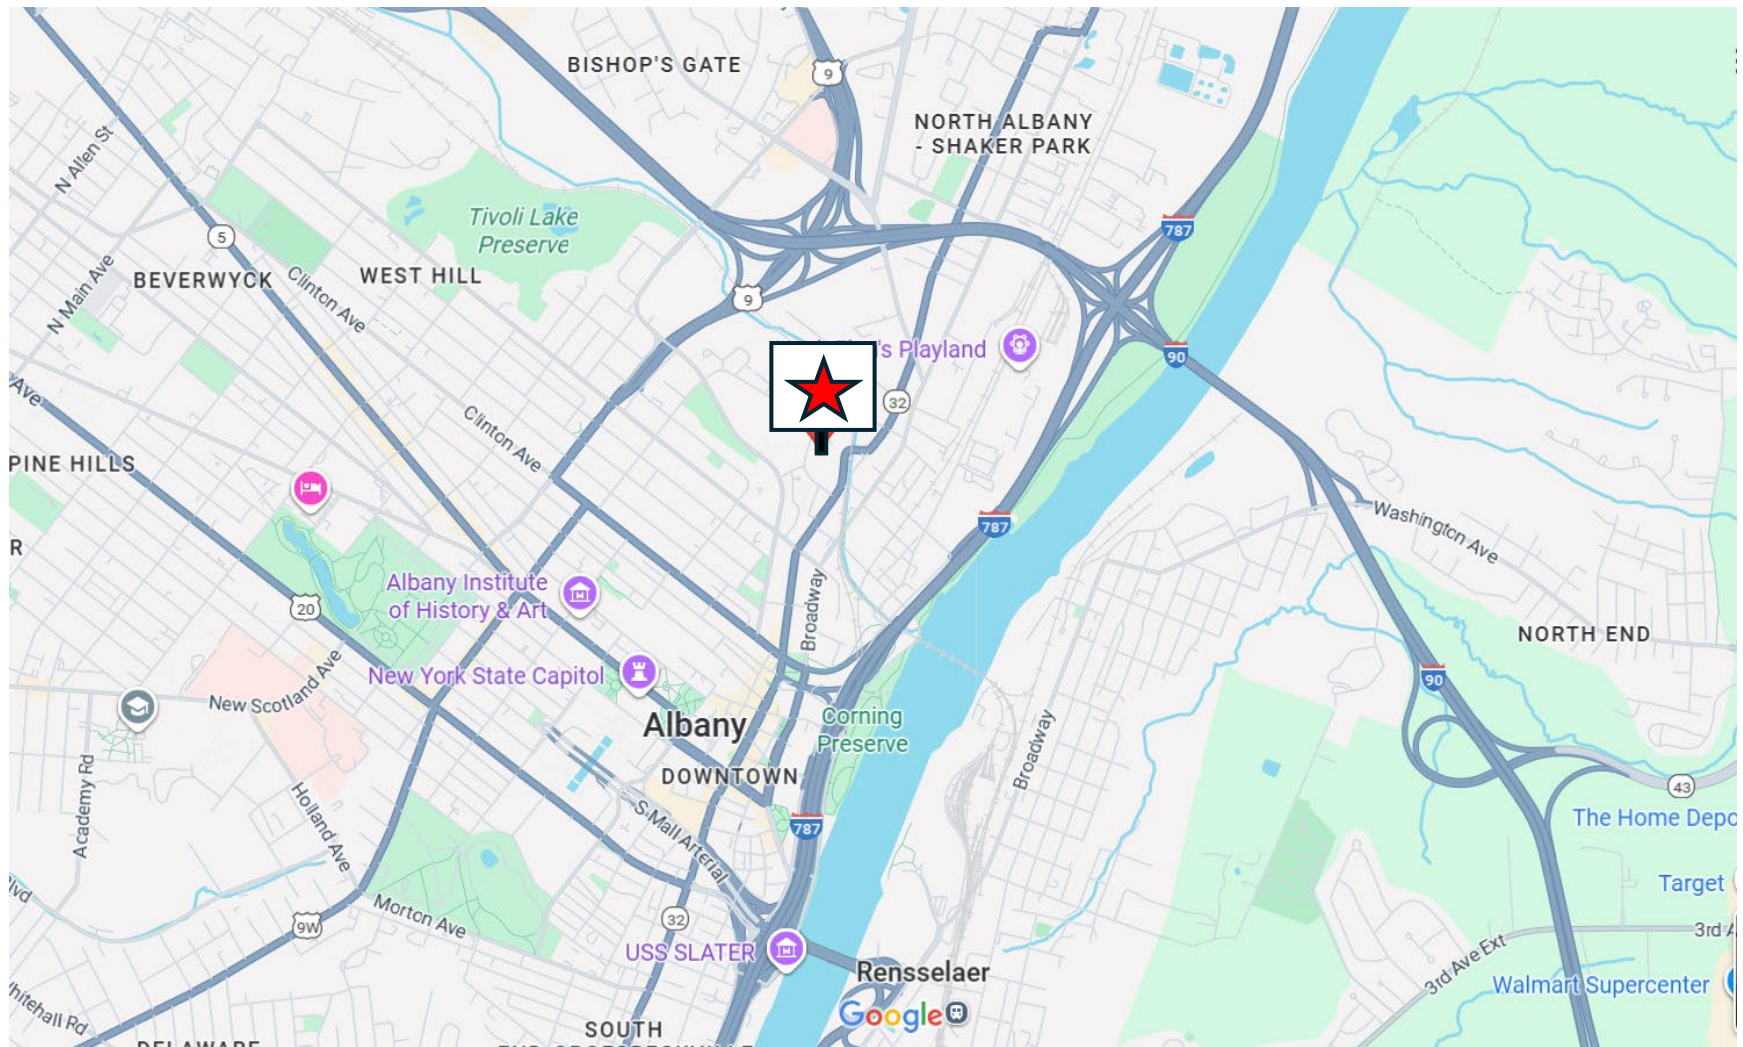 BISHOP'S GATE
9
NORTH ALBANY
- SHAKER PARK
N Allen St
Tivoli Lake
Preserve
787
5
BEVERWYCK
WEST HILL
N Main Ave
Clinton Ave
9
's Playland
90
32
Ave
Clinton Ave
PINE HILLS
787
Washington Ave
R
Albany Institute
of History & Art
20
Broadway
NORTH END
New York State Capitol
90
New Scotland Ave
Albany
Corning
Preserve
Broadway
DOWNTOWN
43
Academy Rd
Holland Ave
S Mall Arterial
787
The Home Depo
Target
Blvd
Morton Ave
9W
32
3rd A
USS SLATER
3rd Ave Ext
Rensselaer
Walmart Supercenter
hitehall Rd
Google
SOUTH
DELAWARE